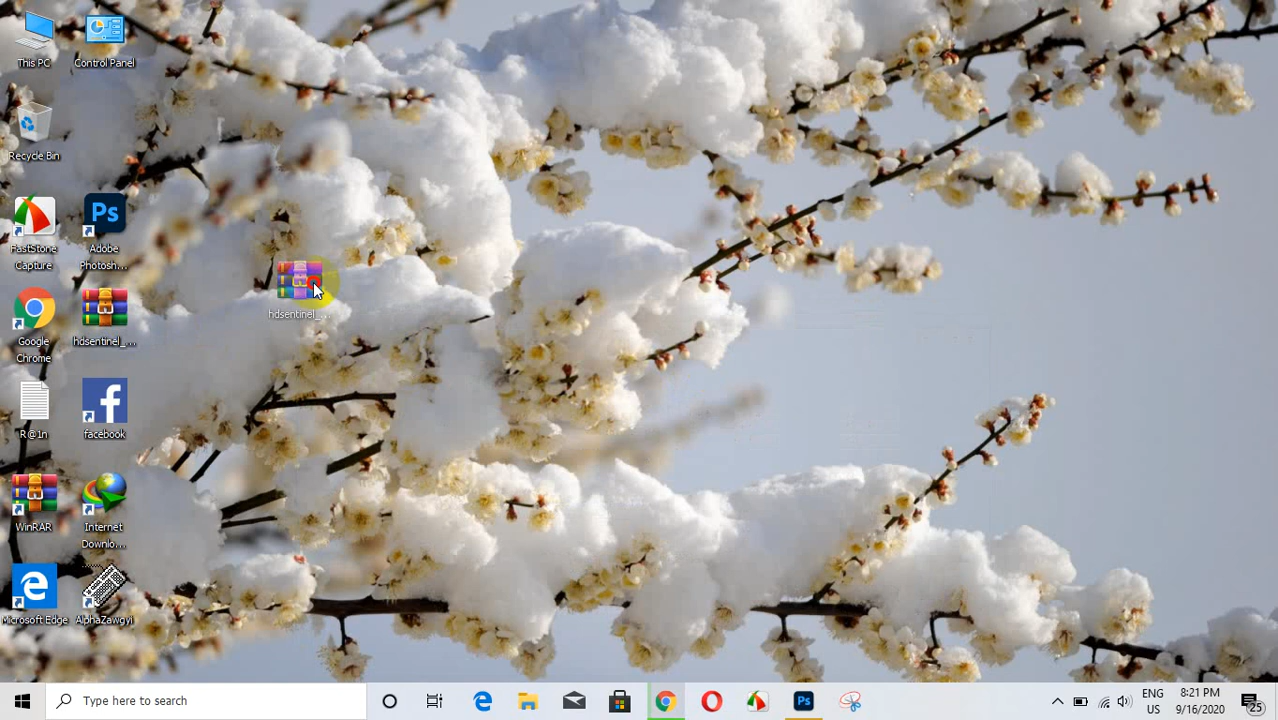 This PC
Control Panel
Recycle Bin
FastStone
Capture
Ps
Adobe
Photosh...
Google
Chrome
hdsentinel_...
hdsentinel_...
R@1n
facebook
WinRAR
Internet
Downlo...
Microsoft Edge
AlphaZawgyi
Type here to search
Ps
ENG
US
8:21 PM
9/16/2020
25